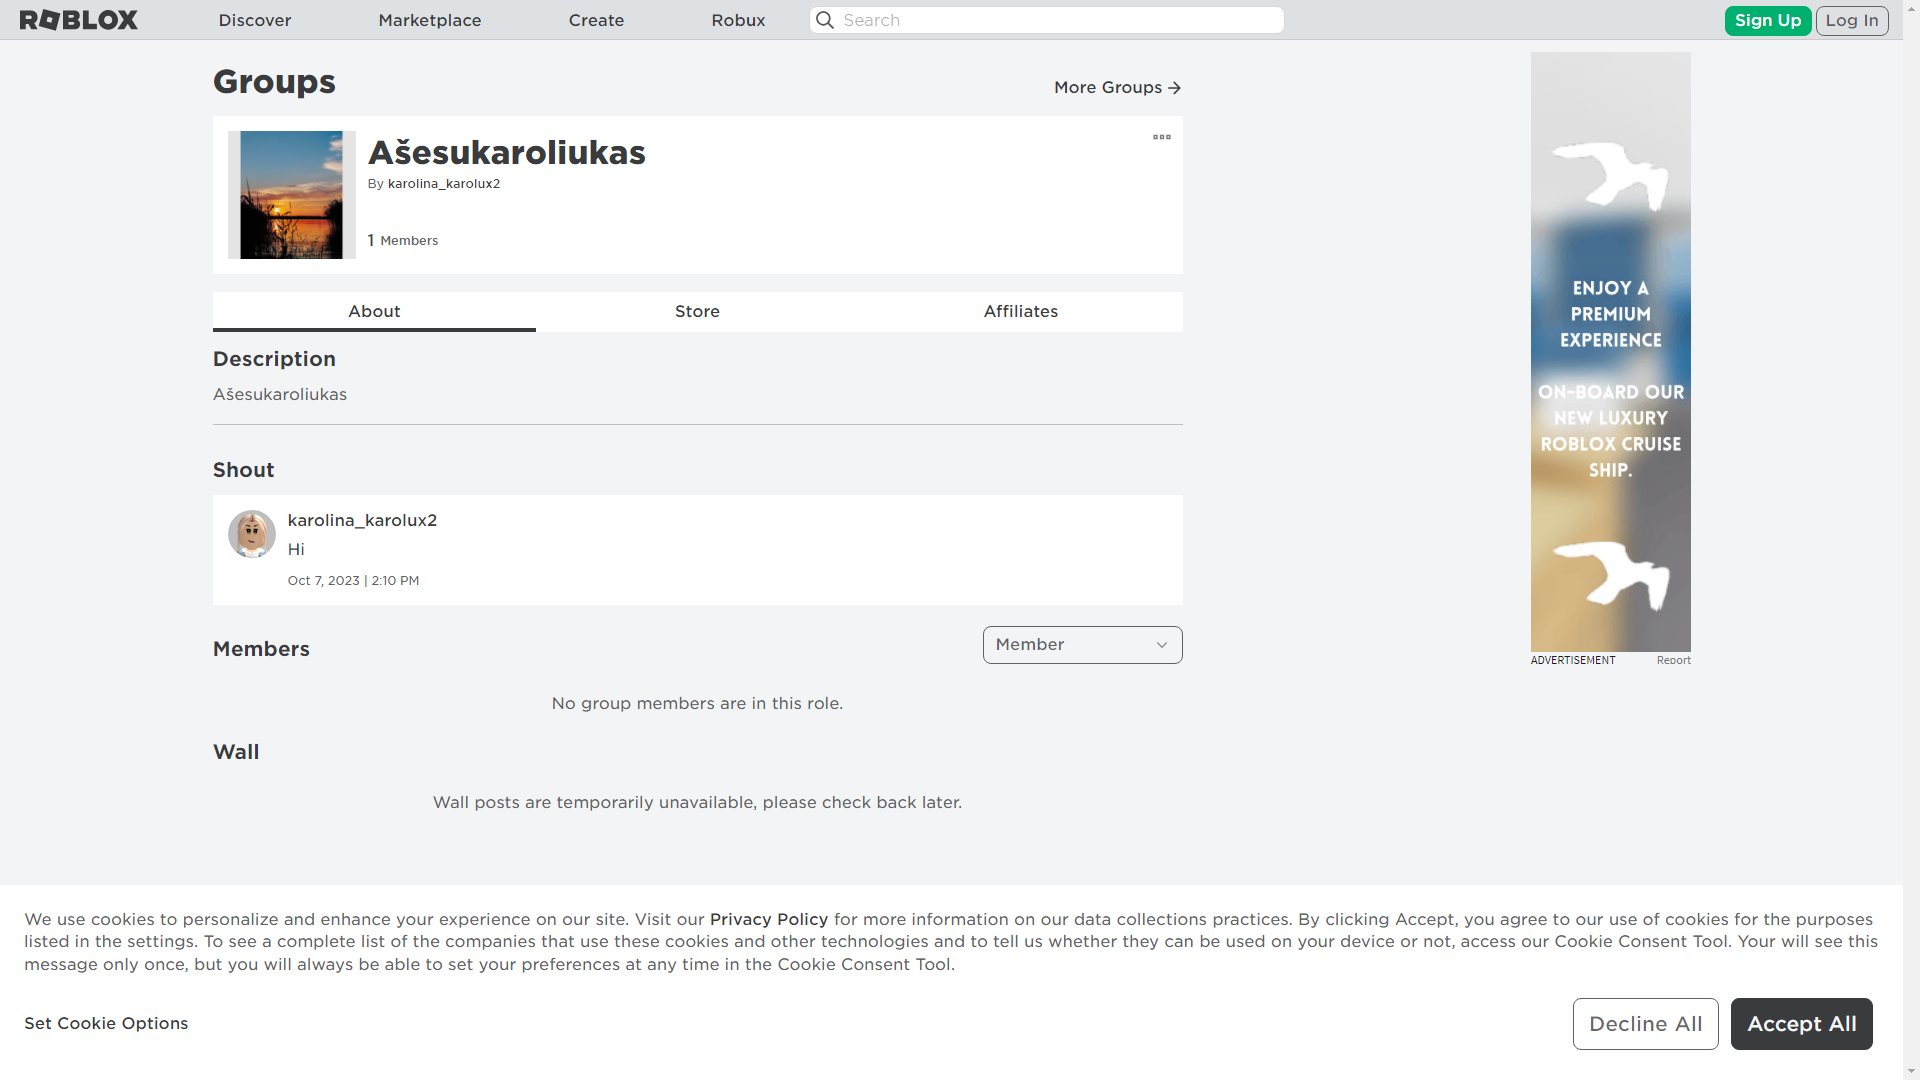 ROBLOX
Discover
Marketplace
Create
Robux
Search
Sign Up
Log In
Groups
More Groups
Ašesukaroliukas
By karolina_karolux2
1 Members
About
Store
Affiliates
Description
Ašesukaroliukas
Shout
karolina_karolux2
Hi
Oct 7, 2023 | 2:10 PM
Members
Member
No group members are in this role.
Wall
Wall posts are temporarily unavailable, please check back later.
ENJOY A
PREMIUM
EXPERIENCE
ON-BOARD OUR
NEW LUXURY
ROBLOX CRUISE
SHIP.
ADVERTISEMENT
Report
We use cookies to personalize and enhance your experience on our site. Visit our Privacy Policy for more information on our data collections practices. By clicking Accept, you agree to our use of cookies for the purposes
listed in the settings. To see a complete list of the companies that use these cookies and other technologies and to tell us whether they can be used on your device or not, access our Cookie Consent Tool. Your will see this
message only once, but you will always be able to set your preferences at any time in the Cookie Consent Tool.
Set Cookie Options
Decline All
Accept All